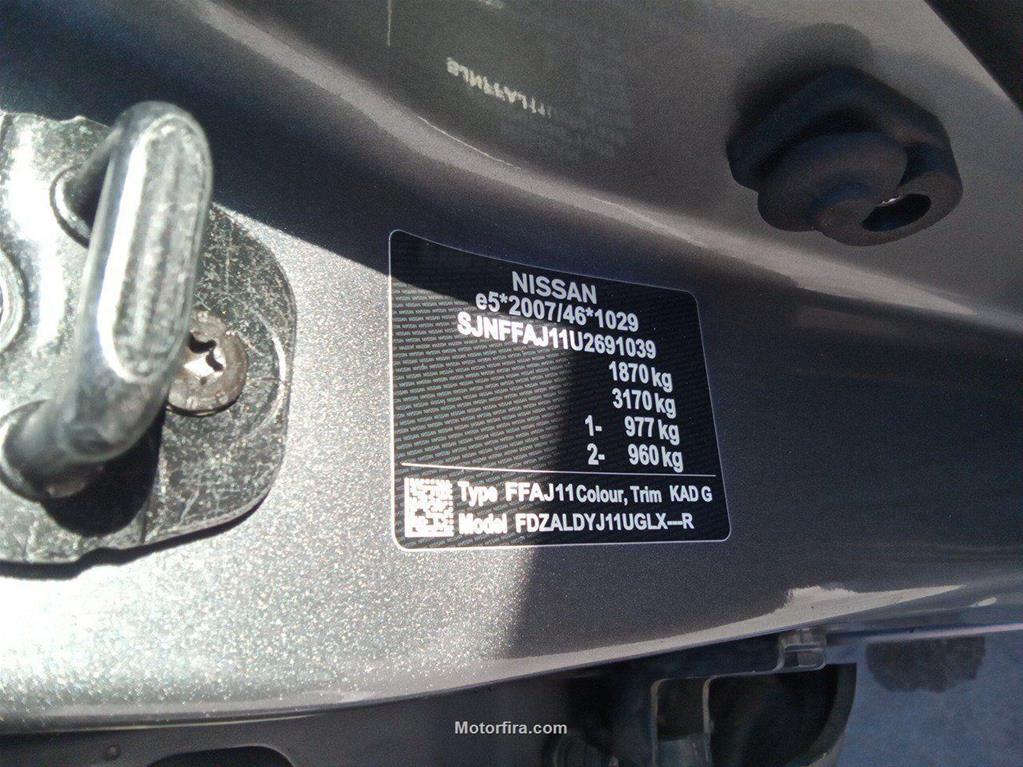 NISSAN
e5*2007/46*1029
SJNFFAJ11U2691039
1870 kg
3170 kg
1- 977 kg
2- 960 kg
Type FFAJ11 Colour, Trim KAD G
Model FDZALDYJ11UGLX---R
Motorfira.com